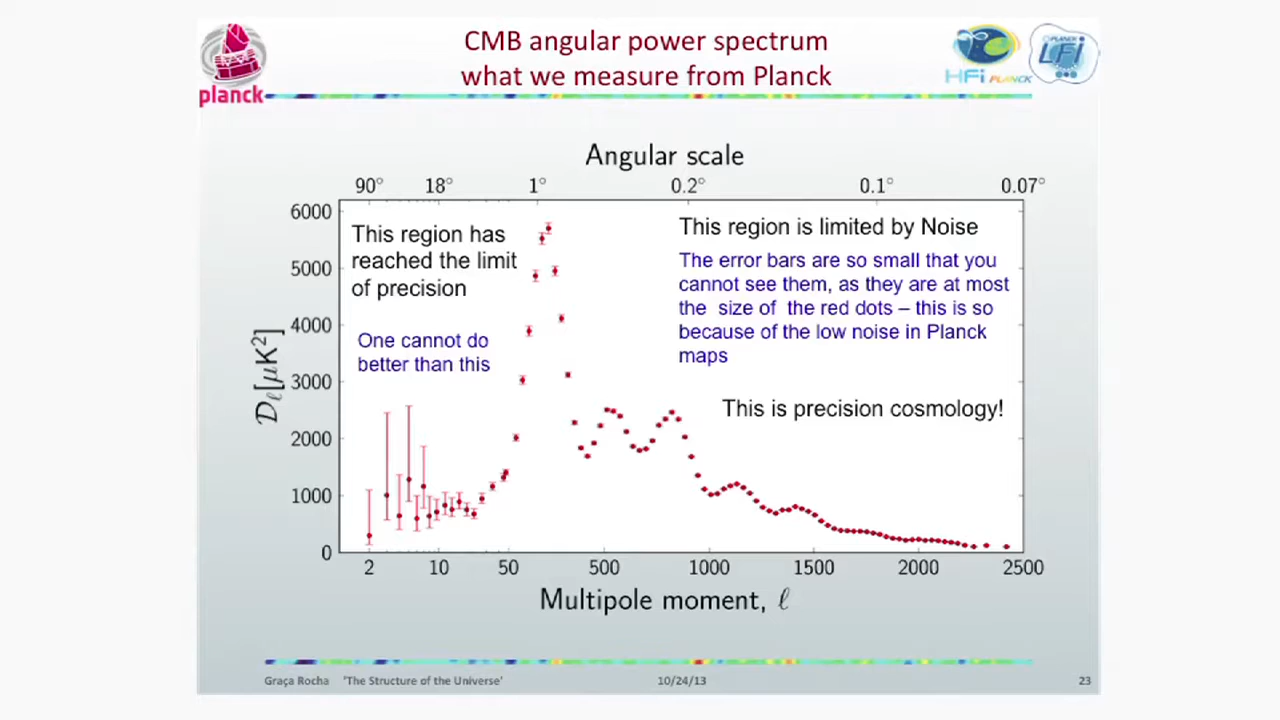 CMB angular power spectrum
what we measure from Planck
planck
HFi PLANCK
PLANCK
LFi
Angular scale
90° 18° 1° 0.2° 0.1° 0.07°
6000
5000
4000
3000
2000
1000
0
𝒟ℓ[μK²]
This region has
reached the limit
of precision
One cannot do
better than this
This region is limited by Noise
The error bars are so small that you
cannot see them, as they are at most
the size of the red dots – this is so
because of the low noise in Planck
maps
This is precision cosmology!
2 10 50 500 1000 1500 2000 2500
Multipole moment, ℓ
Graça Rocha 'The Structure of the Universe' 10/24/13 23